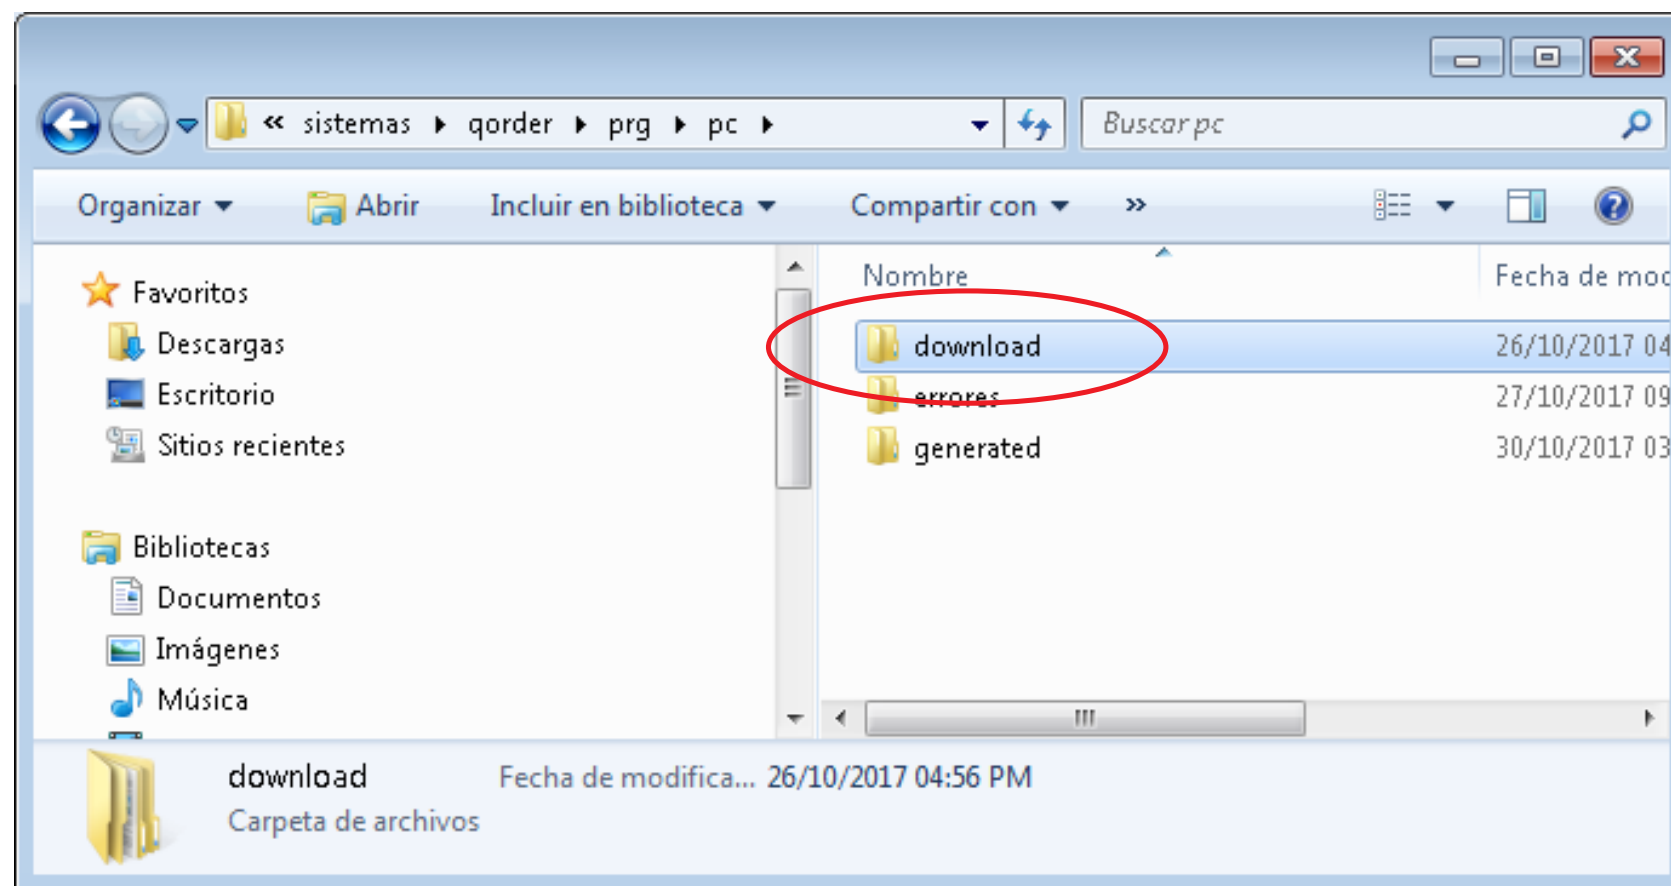 « sistemas ▸ qorder ▸ prg ▸ pc ▸ Buscar pc
Organizar Abrir Incluir en biblioteca Compartir con »
Nombre Fecha de mod
Favoritos
Descargas
Escritorio
Sitios recientes
Bibliotecas
Documentos
Imágenes
Música
download 26/10/2017 04
errores 27/10/2017 09
generated 30/10/2017 03
download Fecha de modifica... 26/10/2017 04:56 PM
Carpeta de archivos